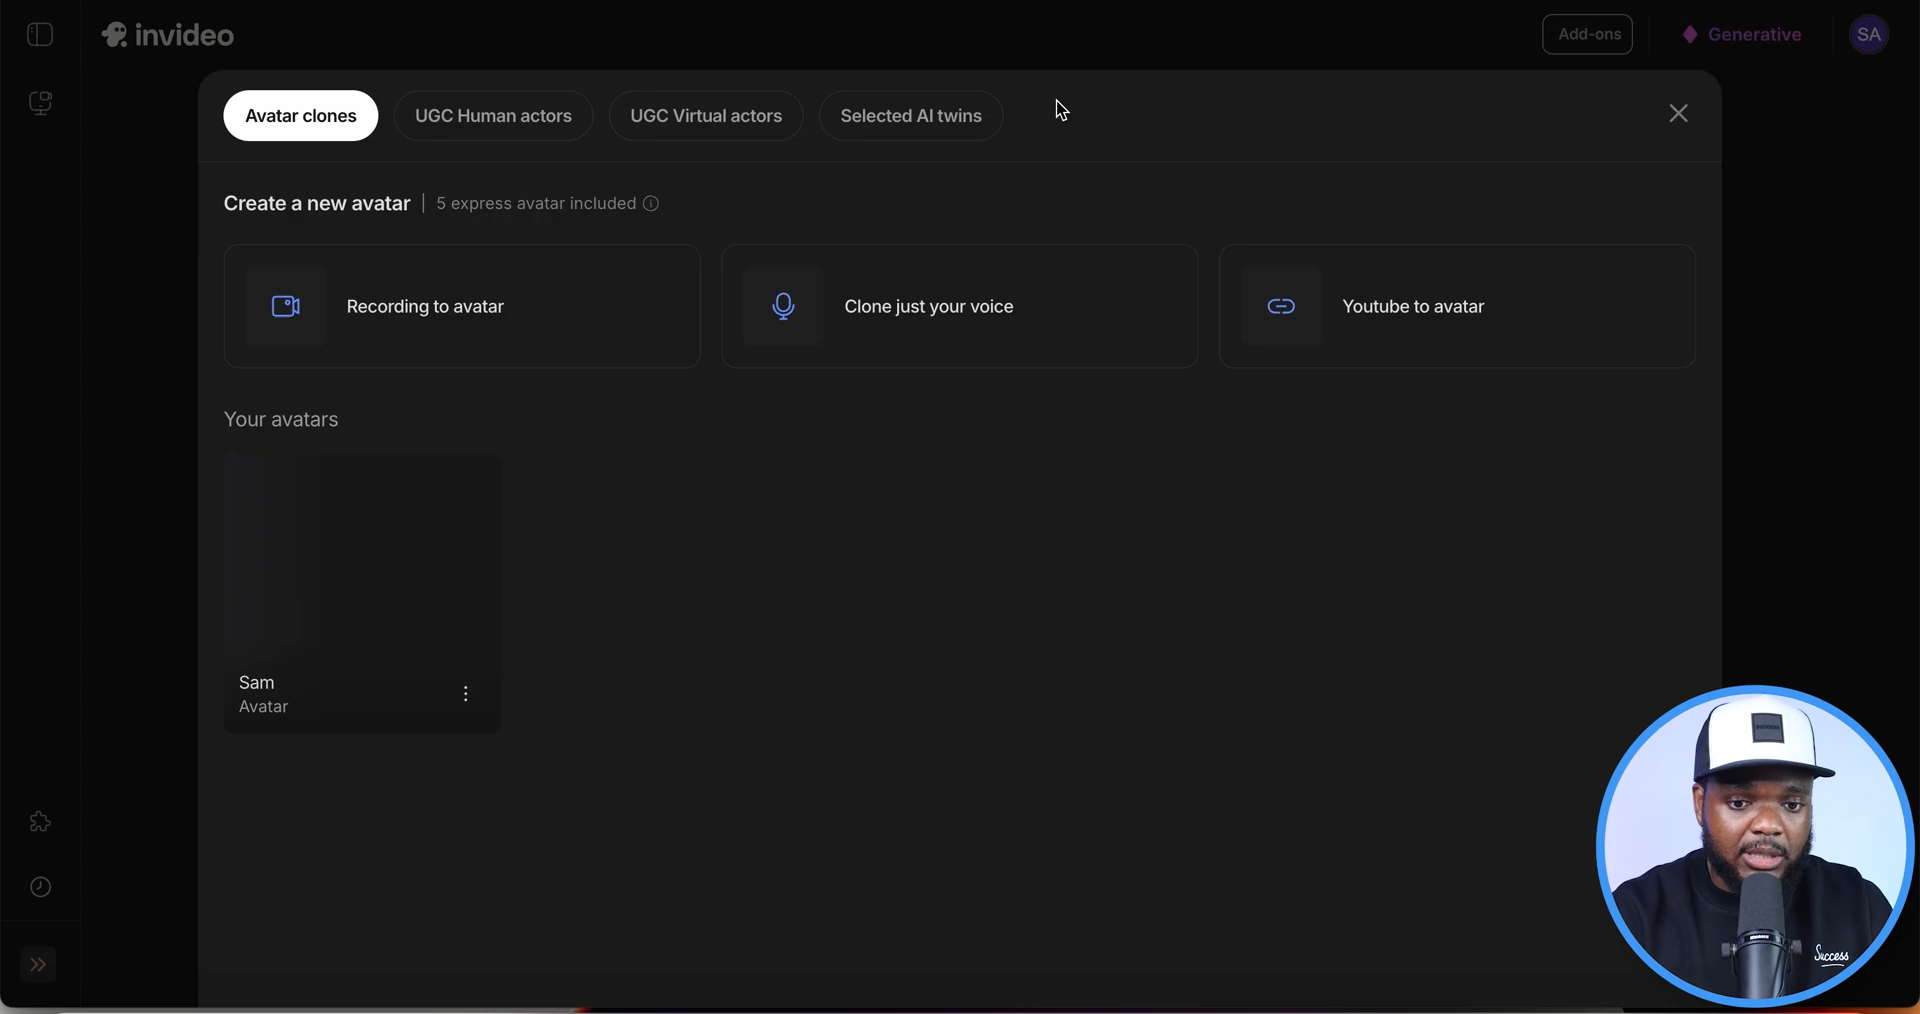 invideo
Add-ons
Generative
SA
Avatar clones
UGC Human actors
UGC Virtual actors
Selected AI twins
Create a new avatar
5 express avatar included
Recording to avatar
Clone just your voice
Youtube to avatar
Your avatars
Sam
Avatar
Success